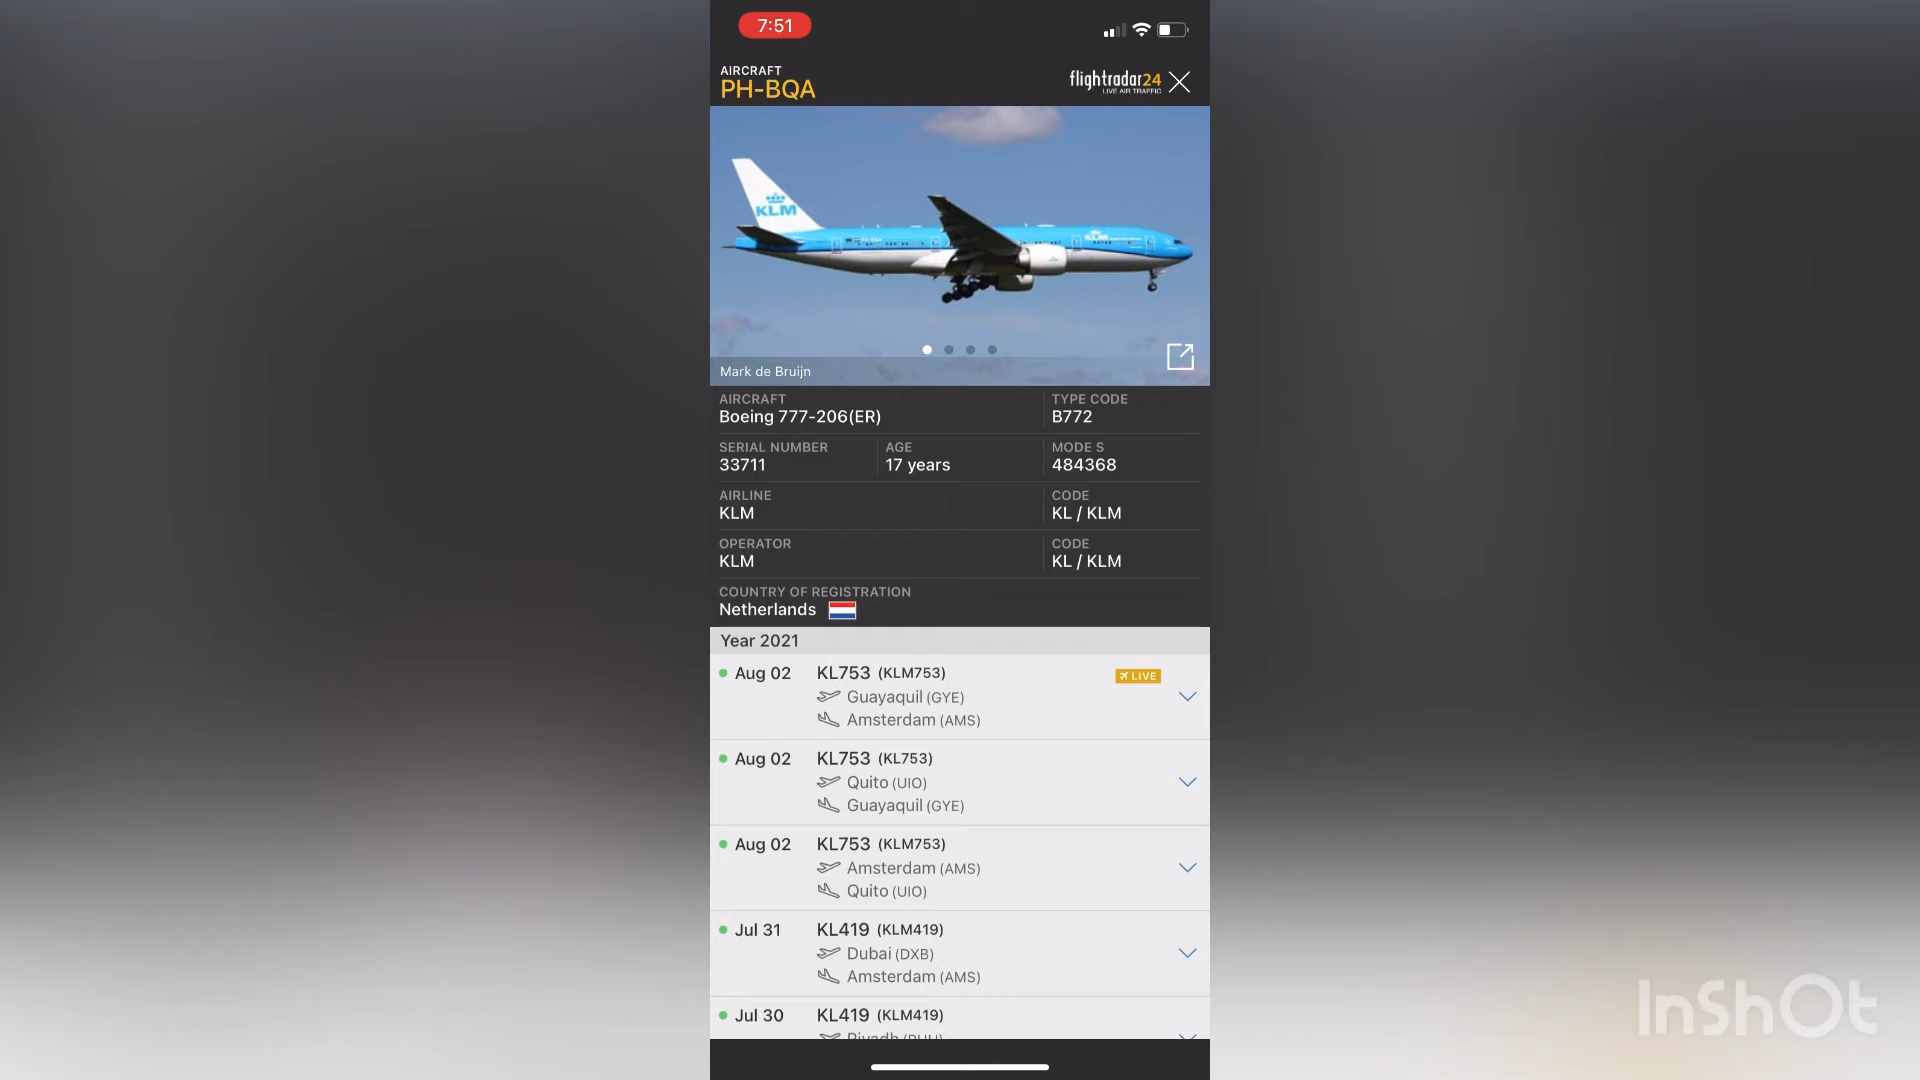 7:51
AIRCRAFT
PH-BQA
flightradar24
LIVE AIR TRAFFIC
KLM
KLM
Mark de Bruijn
AIRCRAFT
Boeing 777-206(ER)
TYPE CODE
B772
SERIAL NUMBER
33711
AGE
17 years
MODE S
484368
AIRLINE
KLM
CODE
KL / KLM
OPERATOR
KLM
CODE
KL / KLM
COUNTRY OF REGISTRATION
Netherlands
Year 2021
Aug 02 KL753 (KLM753) LIVE
Guayaquil (GYE)
Amsterdam (AMS)
Aug 02 KL753 (KL753)
Quito (UIO)
Guayaquil (GYE)
Aug 02 KL753 (KLM753)
Amsterdam (AMS)
Quito (UIO)
Jul 31 KL419 (KLM419)
Dubai (DXB)
Amsterdam (AMS)
Jul 30 KL419 (KLM419)
Riyadh (RUH)
InShOt